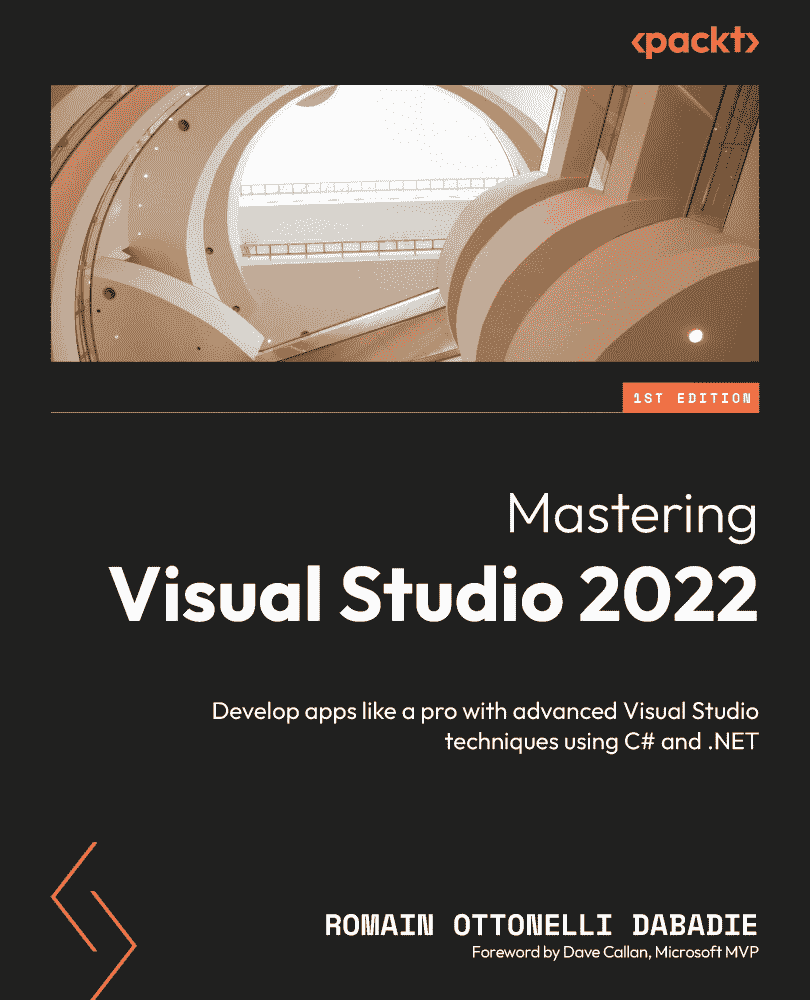 <packt>
1ST EDITION
Mastering
Visual Studio 2022
Develop apps like a pro with advanced Visual Studio
techniques using C# and .NET
ROMAIN OTTONELLI DABADIE
Foreword by Dave Callan, Microsoft MVP